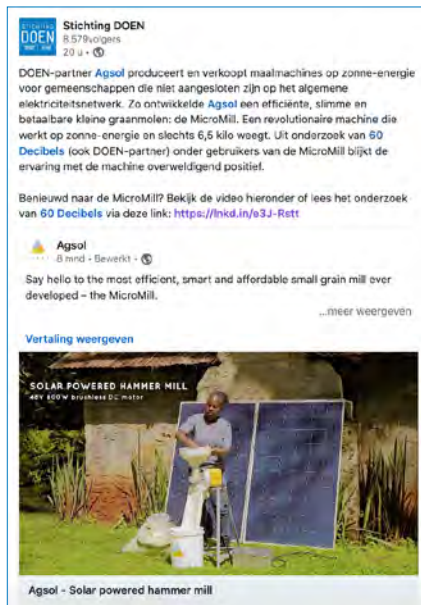 STICHTING
DOEN
Stichting DOEN
8.579volgers
20 u •
DOEN-partner Agsol produceert en verkoopt maalmachines op zonne-energie
voor gemeenschappen die niet aangesloten zijn op het algemene
elektriciteitsnetwerk. Zo ontwikkelde Agsol een efficiënte, slimme en
betaalbare kleine graanmolen: de MicroMill. Een revolutionaire machine die
werkt op zonne-energie en slechts 6,5 kilo weegt. Uit onderzoek van 60
Decibels (ook DOEN-partner) onder gebruikers van de MicroMill blijkt de
ervaring met de machine overweldigend positief.
Benieuwd naar de MicroMill? Bekijk de video hieronder of lees het onderzoek
van 60 Decibels via deze link: https://lnkd.in/e3J-Rstt
Agsol
8 mnd • Bewerkt •
Say hello to the most efficient, smart and affordable small grain mill ever
developed – the MicroMill.
...meer weergeven
Vertaling weergeven
SOLAR POWERED HAMMER MILL
48V 800W brushless DC motor
Agsol - Solar powered hammer mill